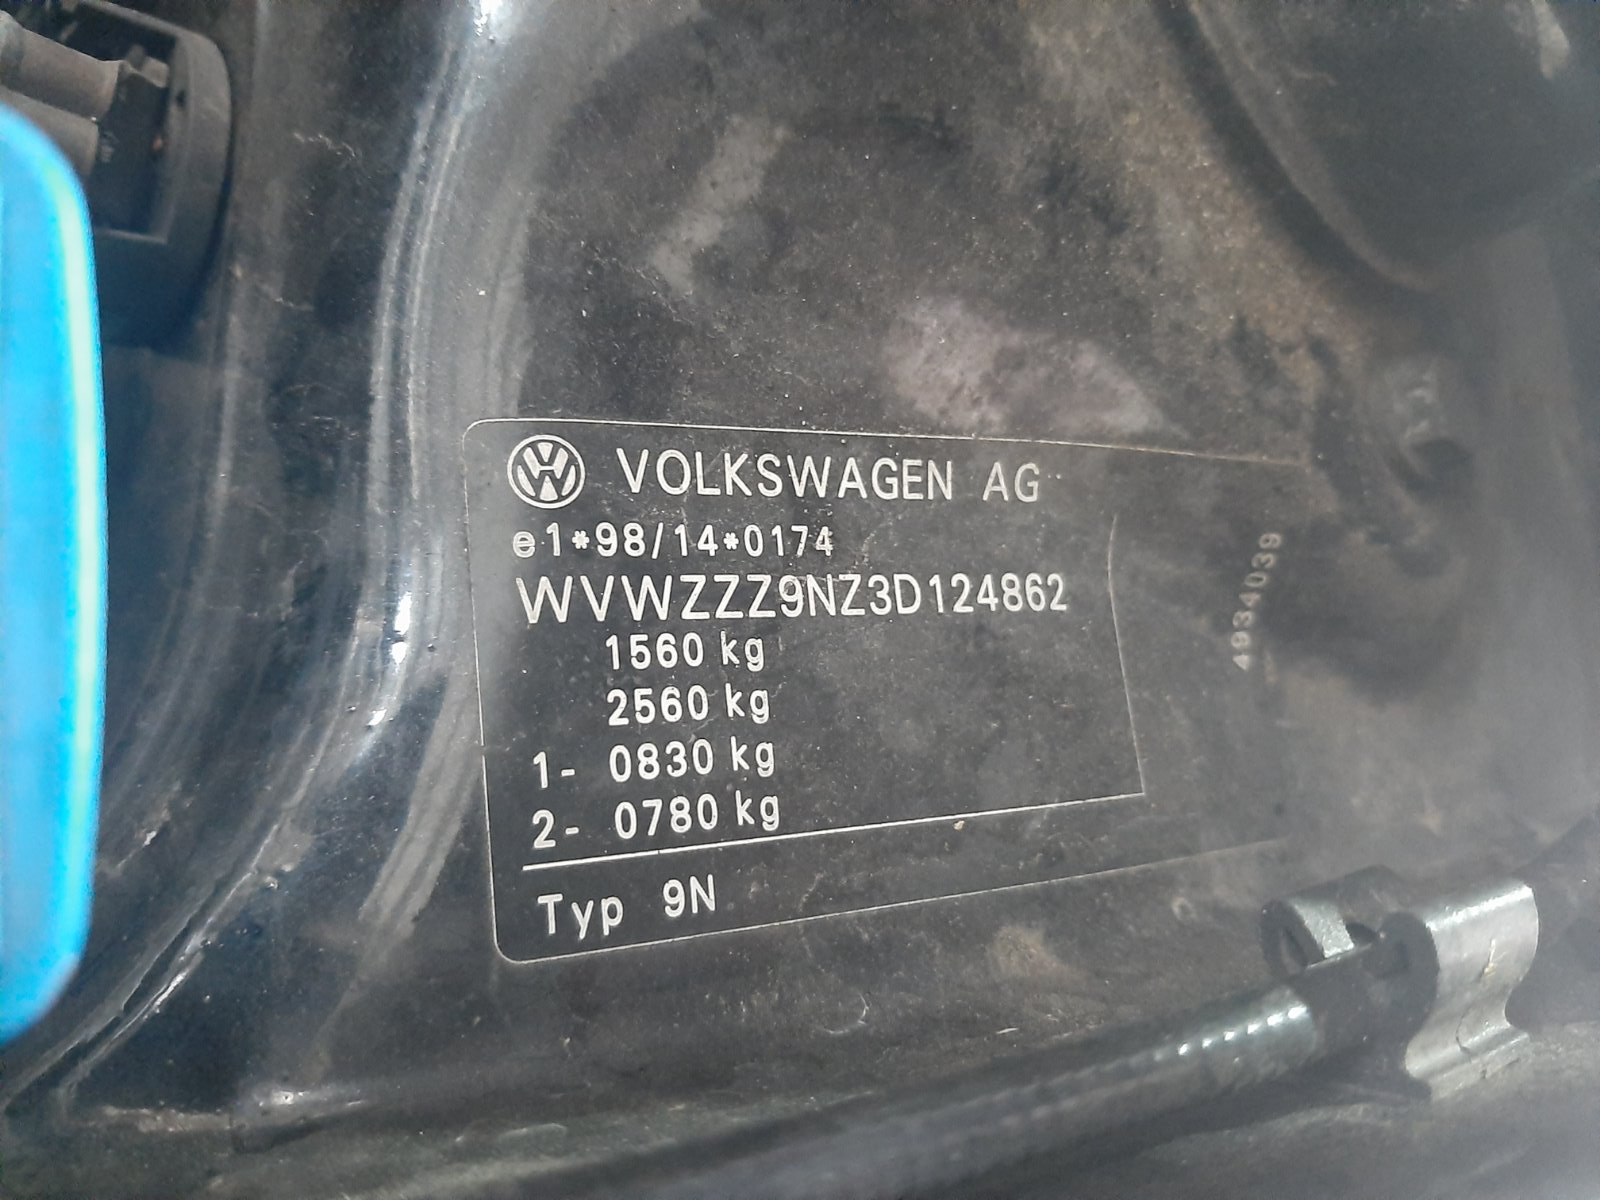 VOLKSWAGEN AG
e1*98/14*0174
WVWZZZ9NZ3D124862
1560 kg
2560 kg
1- 0830 kg
2- 0780 kg
Typ 9N
4934039